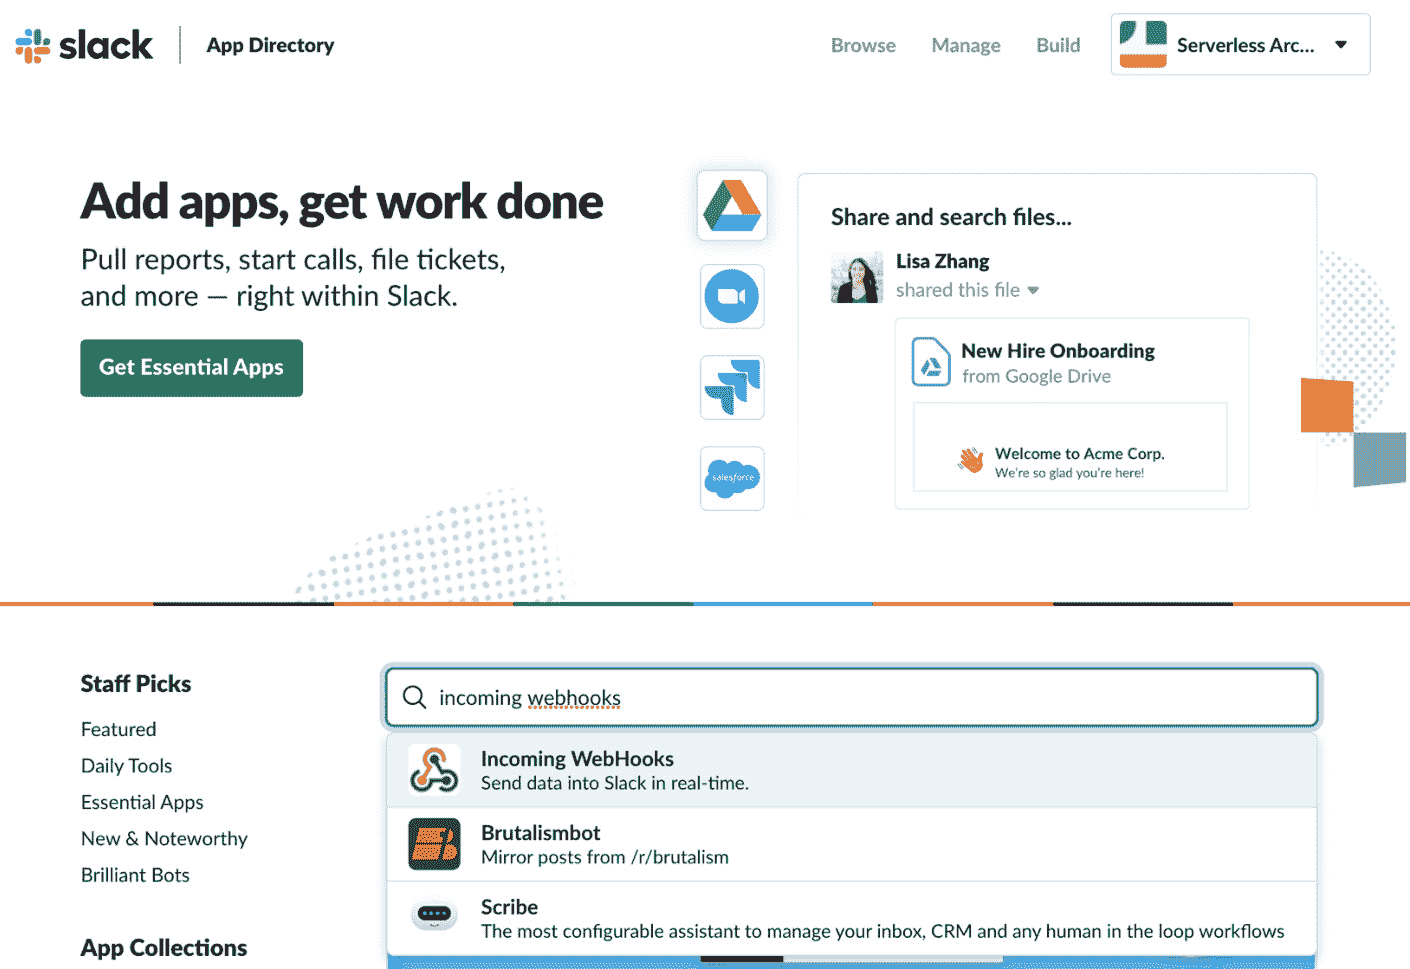 slack
App Directory
Browse
Manage
Build
Serverless Arc...
Add apps, get work done
Pull reports, start calls, file tickets,
and more — right within Slack.
Get Essential Apps
salesforce
Share and search files...
Lisa Zhang
shared this file
New Hire Onboarding
from Google Drive
Welcome to Acme Corp.
We're so glad you're here!
Staff Picks
Featured
Daily Tools
Essential Apps
New & Noteworthy
Brilliant Bots
App Collections
incoming webhooks
Incoming WebHooks
Send data into Slack in real-time.
Brutalismbot
Mirror posts from /r/brutalism
Scribe
The most configurable assistant to manage your inbox, CRM and any human in the loop workflows